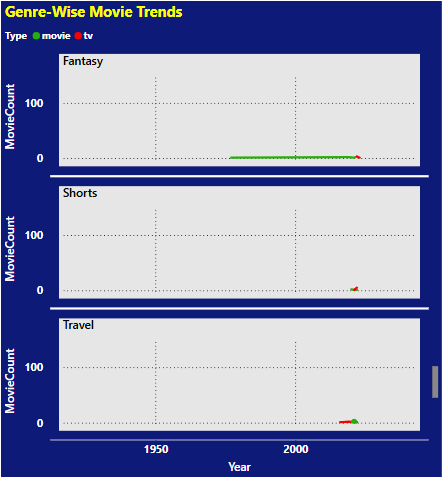 Genre-Wise Movie Trends
Type movie tv
Fantasy
MovieCount
100
0
Shorts
MovieCount
100
0
Travel
MovieCount
100
0
1950 2000
Year